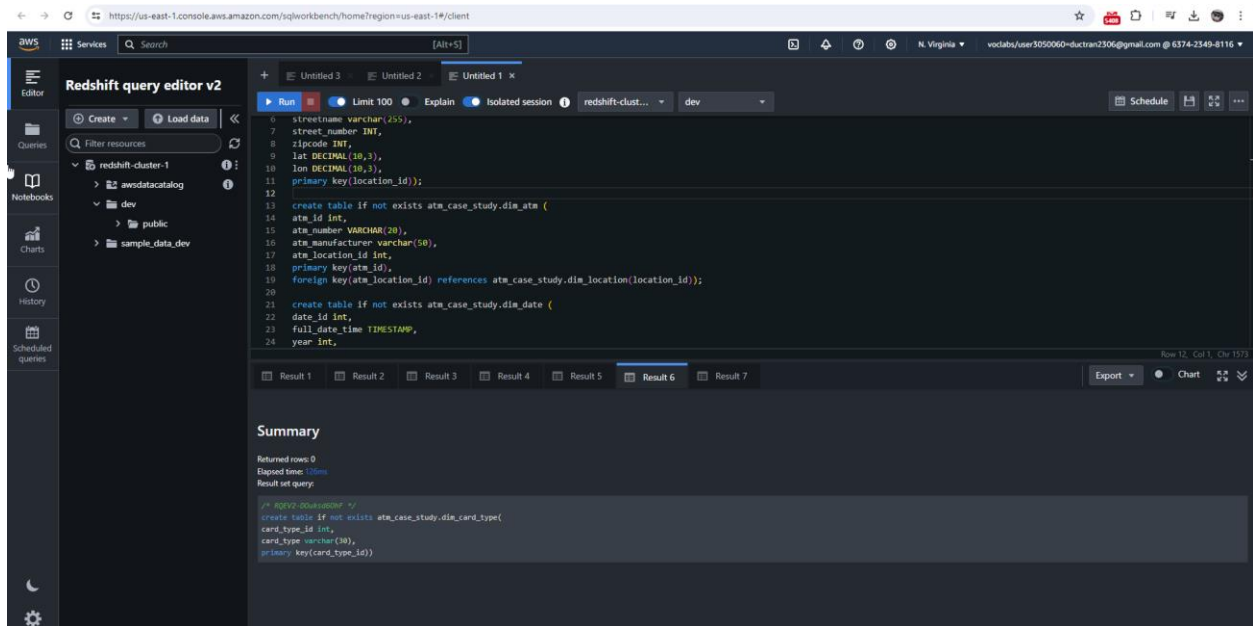 https://us-east-1.console.aws.amazon.com/sqlworkbench/home?region=us-east-1#/client
aws
Services
Search
[Alt+S]
N. Virginia
voclabs/user3050060=ductran2306@gmail.com @ 6374-2349-8116
Editor
Queries
Notebooks
Charts
History
Scheduled
queries
Redshift query editor v2
Create
Load data
Filter resources
redshift-cluster-1
awsdatacatalog
dev
public
sample_data_dev
Untitled 3
Untitled 2
Untitled 1
Run
Limit 100
Explain
Isolated session
redshift-clust...
dev
Schedule
6 streetname varchar(255),
7 street_number INT,
8 zipcode INT,
9 lat DECIMAL(10,3),
10 lon DECIMAL(10,3),
11 primary key(location_id));
12
13 create table if not exists atm_case_study.dim_atm (
14 atm_id int,
15 atm_number VARCHAR(20),
16 atm_manufacturer varchar(50),
17 atm_location_id int,
18 primary key(atm_id),
19 foreign key(atm_location_id) references atm_case_study.dim_location(location_id));
20
21 create table if not exists atm_case_study.dim_date (
22 date_id int,
23 full_date_time TIMESTAMP,
24 year int,
Row 12, Col 1, Chr 1573
Result 1
Result 2
Result 3
Result 4
Result 5
Result 6
Result 7
Export
Chart
Summary
Returned rows: 0
Elapsed time: 126ms
Result set query:
create table if not exists atm_case_study.dim_card_type(
card_type_id int,
card_type varchar(30),
primary key(card_type_id))